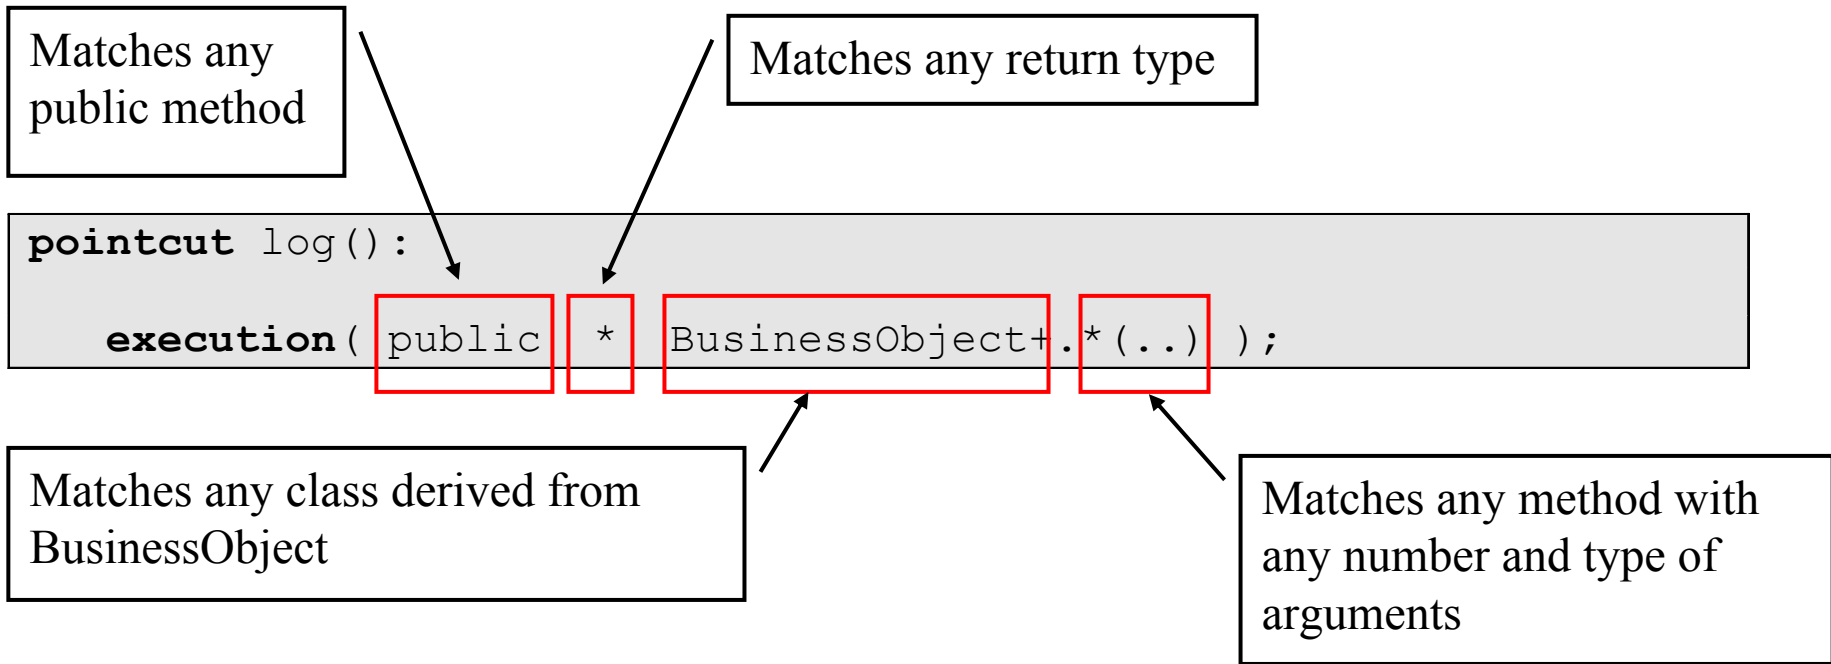 Matches any
public method
Matches any return type
pointcut log():
execution( public * BusinessObject+.*(..) );
Matches any class derived from
BusinessObject
Matches any method with
any number and type of
arguments